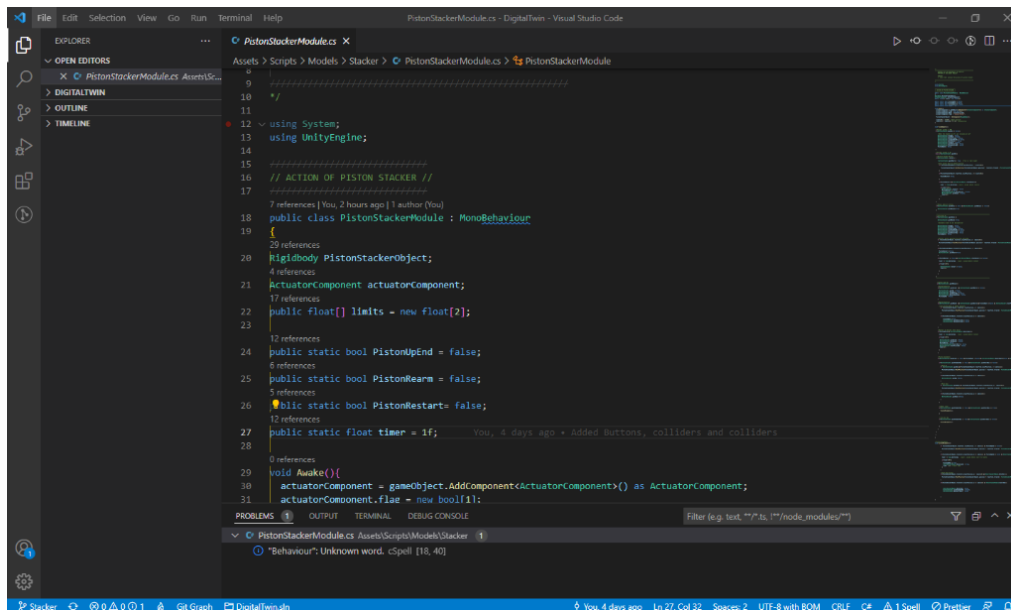 File Edit Selection View Go Run Terminal Help PistonStackerModule.cs - DigitalTwin - Visual Studio Code
EXPLORER
PistonStackerModule.cs
OPEN EDITORS
Assets > Scripts > Models > Stacker > PistonStackerModule.cs > PistonStackerModule
PistonStackerModule.cs Assets\Sc...
DIGITALTWIN
OUTLINE
TIMELINE
8
9
10 */
11
12 using System;
13 using UnityEngine;
14
15
16 // ACTION OF PISTON STACKER //
17
7 references | You, 2 hours ago | 1 author (You)
18 public class PistonStackerModule : MonoBehaviour
19 {
29 references
20 Rigidbody PistonStackerObject;
4 references
21 ActuatorComponent actuatorComponent;
17 references
22 public float[] limits = new float[2];
23
12 references
24 public static bool PistonUpEnd = false;
6 references
25 public static bool PistonRearm = false;
5 references
26 blic static bool PistonRestart= false;
12 references
27 public static float timer = 1f; You, 4 days ago • Added Buttons, colliders and colliders
28
0 references
29 void Awake(){
30 actuatorComponent = gameObject.AddComponent<ActuatorComponent>() as ActuatorComponent;
31 actuatorComponent.flag = new bool[1];
PROBLEMS 1 OUTPUT TERMINAL DEBUG CONSOLE Filter (e.g. text, **/*.ts, !**/node_modules/**)
PistonStackerModule.cs Assets\Scripts\Models\Stacker 1
"Behaviour": Unknown word. cSpell [18, 40]
1
Stacker 0 0 1 Git Graph DigitalTwin.sln You, 4 days ago Ln 27, Col 32 Spaces: 2 UTF-8 with BOM CRLF C# 1 Spell Prettier